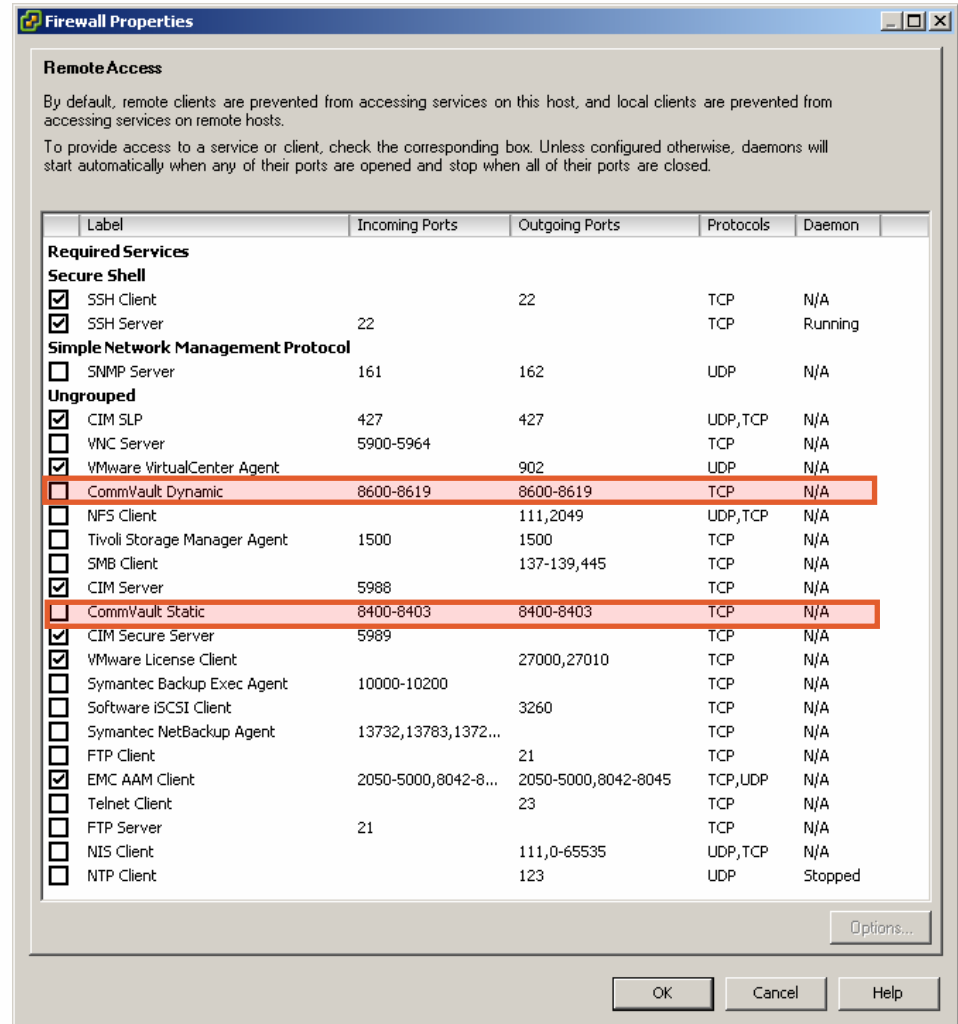 Firewall Properties
Remote Access
By default, remote clients are prevented from accessing services on this host, and local clients are prevented from
accessing services on remote hosts.
To provide access to a service or client, check the corresponding box. Unless configured otherwise, daemons will
start automatically when any of their ports are opened and stop when all of their ports are closed.
Label Incoming Ports Outgoing Ports Protocols Daemon
Required Services
Secure Shell
SSH Client 22 TCP N/A
SSH Server 22 TCP Running
Simple Network Management Protocol
SNMP Server 161 162 UDP N/A
Ungrouped
CIM SLP 427 427 UDP,TCP N/A
VNC Server 5900-5964 TCP N/A
VMware VirtualCenter Agent 902 UDP N/A
CommVault Dynamic 8600-8619 8600-8619 TCP N/A
NFS Client 111,2049 UDP,TCP N/A
Tivoli Storage Manager Agent 1500 1500 TCP N/A
SMB Client 137-139,445 TCP N/A
CIM Server 5988 TCP N/A
CommVault Static 8400-8403 8400-8403 TCP N/A
CIM Secure Server 5989 TCP N/A
VMware License Client 27000,27010 TCP N/A
Symantec Backup Exec Agent 10000-10200 TCP N/A
Software iSCSI Client 3260 TCP N/A
Symantec NetBackup Agent 13732,13783,1372... TCP N/A
FTP Client 21 TCP N/A
EMC AAM Client 2050-5000,8042-8... 2050-5000,8042-8045 TCP,UDP N/A
Telnet Client 23 TCP N/A
FTP Server 21 TCP N/A
NIS Client 111,0-65535 UDP,TCP N/A
NTP Client 123 UDP Stopped
Options...
OK Cancel Help